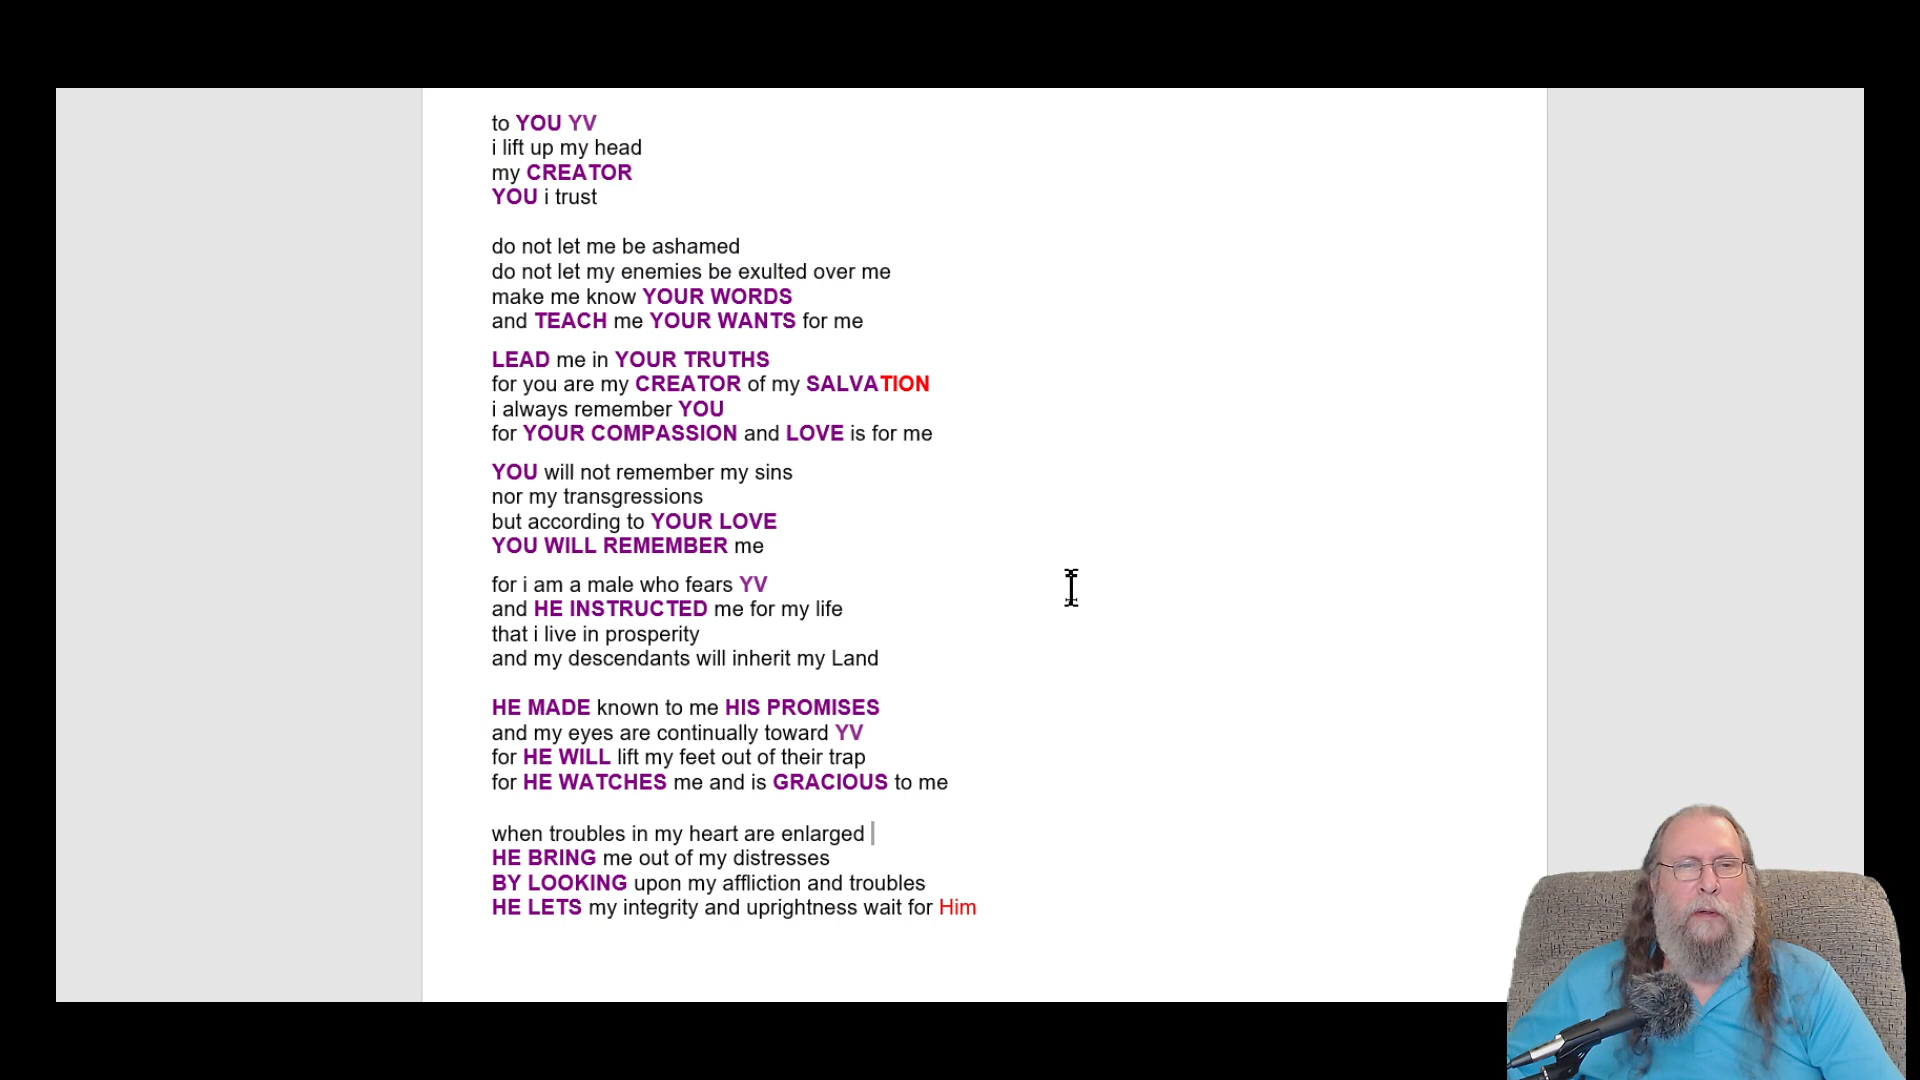 to YOU YV
i lift up my head
my CREATOR
YOU i trust
do not let me be ashamed
do not let my enemies be exulted over me
make me know YOUR WORDS
and TEACH me YOUR WANTS for me
LEAD me in YOUR TRUTHS
for you are my CREATOR of my SALVATION
i always remember YOU
for YOUR COMPASSION and LOVE is for me
YOU will not remember my sins
nor my transgressions
but according to YOUR LOVE
YOU WILL REMEMBER me
for i am a male who fears YV
and HE INSTRUCTED me for my life
that i live in prosperity
and my descendants will inherit my Land
HE MADE known to me HIS PROMISES
and my eyes are continually toward YV
for HE WILL lift my feet out of their trap
for HE WATCHES me and is GRACIOUS to me
when troubles in my heart are enlarged
HE BRING me out of my distresses
BY LOOKING upon my affliction and troubles
HE LETS my integrity and uprightness wait for Him